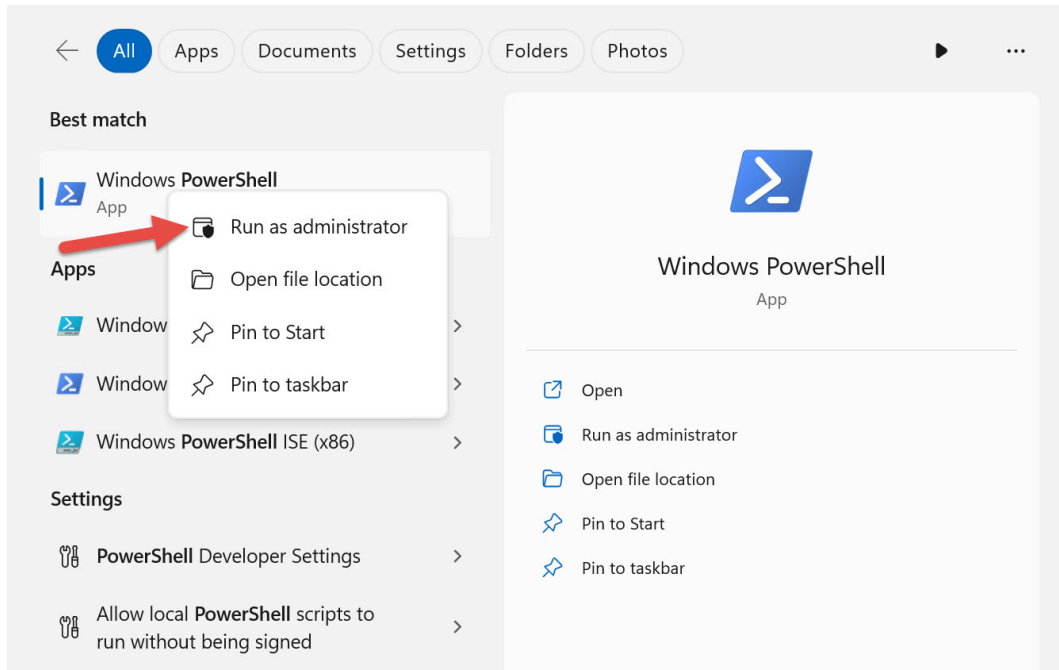 All
Apps
Documents
Settings
Folders
Photos
Best match
Windows PowerShell
App
Run as administrator
Open file location
Pin to Start
Pin to taskbar
Apps
Window
Window
Windows PowerShell ISE (x86)
Settings
PowerShell Developer Settings
Allow local PowerShell scripts to
run without being signed
Windows PowerShell
App
Open
Run as administrator
Open file location
Pin to Start
Pin to taskbar